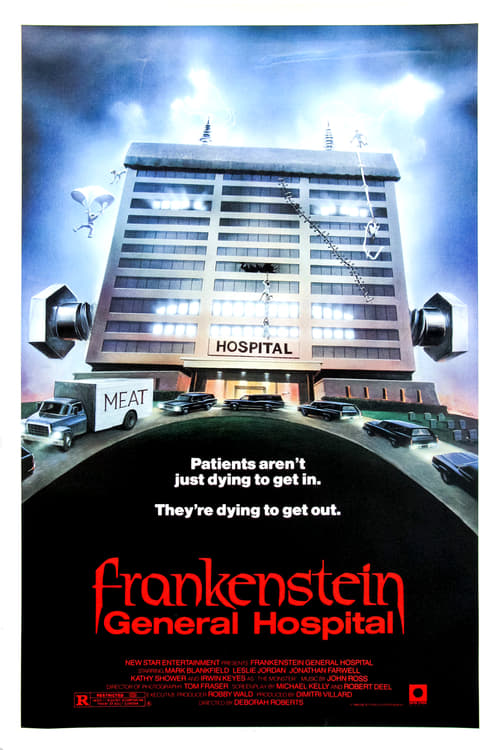 MEAT
HOSPITAL
Patients aren't
just dying to get in.
They're dying to get out.
frankenstein
General Hospital
NEW STAR ENTERTAINMENT PRESENTS FRANKENSTEIN GENERAL HOSPITAL
STARRING MARK BLANKFIELD LESLIE JORDAN JONATHAN FARWELL
KATHY SHOWER AND IRWIN KEYES AS THE MONSTER MUSIC BY JOHN ROSS
DIRECTOR OF PHOTOGRAPHY TOM FRASER SCREENPLAY BY MICHAEL KELLY AND ROBERT DEEL
EXECUTIVE PRODUCER ROBBY WALD PRODUCED BY DIMITRI VILLARD
DIRECTED BY DEBORAH ROBERTS
R RESTRICTED